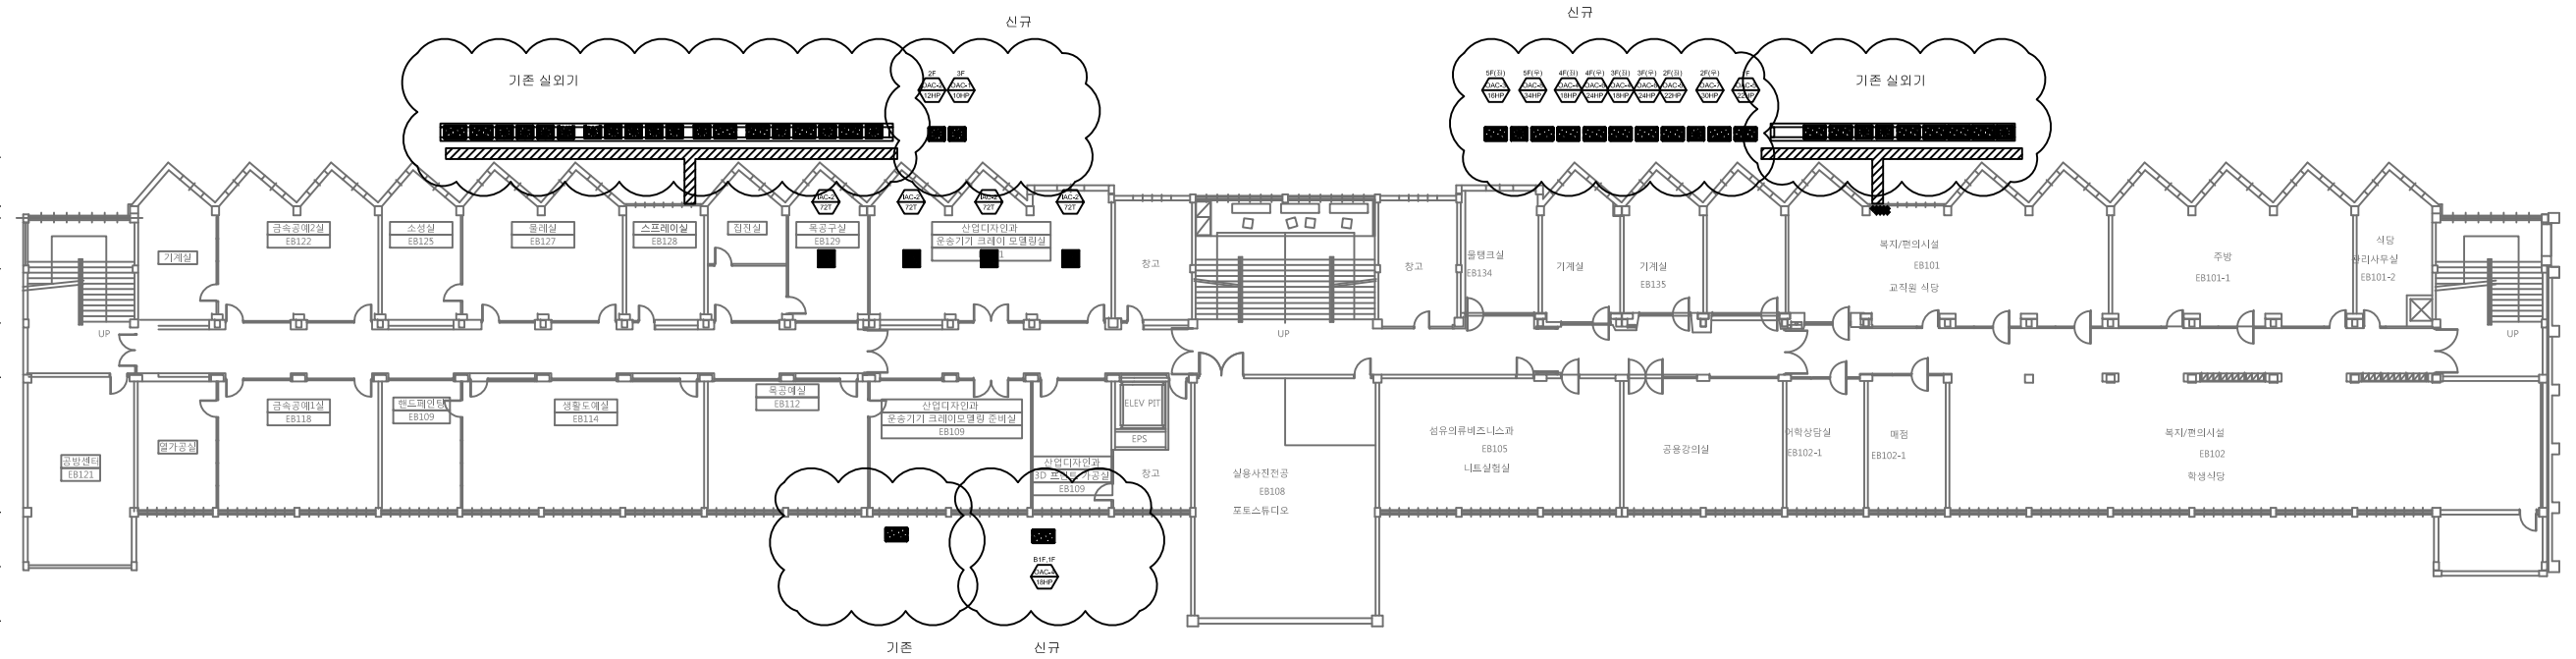 신규
신규
기존 실외기
기존 실외기
2F
3F
12HP
10HP
5F(좌)
5F(우)
4F(좌)
4F(우)
3F(좌)
3F(우)
2F(좌)
2F(우)
16HP
34HP
18HP
24HP
18HP
24HP
22HP
30HP
72T
72T
72T
72T
기계실
금속공예2실
EB122
소성실
EB125
물레실
EB127
스프레이실
EB128
집진실
목공구실
EB129
산업디자인과
운송기기 크레이 모델링실
창고
창고
물탱크실
EB134
기계실
기계실
EB135
복지/편의시설
EB101
교직원 식당
주방
EB101-1
식당
관리사무실
EB101-2
UP
UP
UP
공방센터
EB121
열가공실
금속공예1실
EB118
핸드페인팅
EB109
생활도예실
EB114
목공예실
EB112
산업디자인과
운송기기 크레이모델링 준비실
EB109
산업디자인과
3D 프린트 가공실
EB109
ELEV PIT
EPS
창고
실용사진전공
EB108
포토스튜디오
섬유의류비즈니스과
EB105
니트실험실
공용강의실
어학상담실
EB102-1
매점
EB102-1
복지/편의시설
EB102
학생식당
B1F,1F
18HP
기존
신규